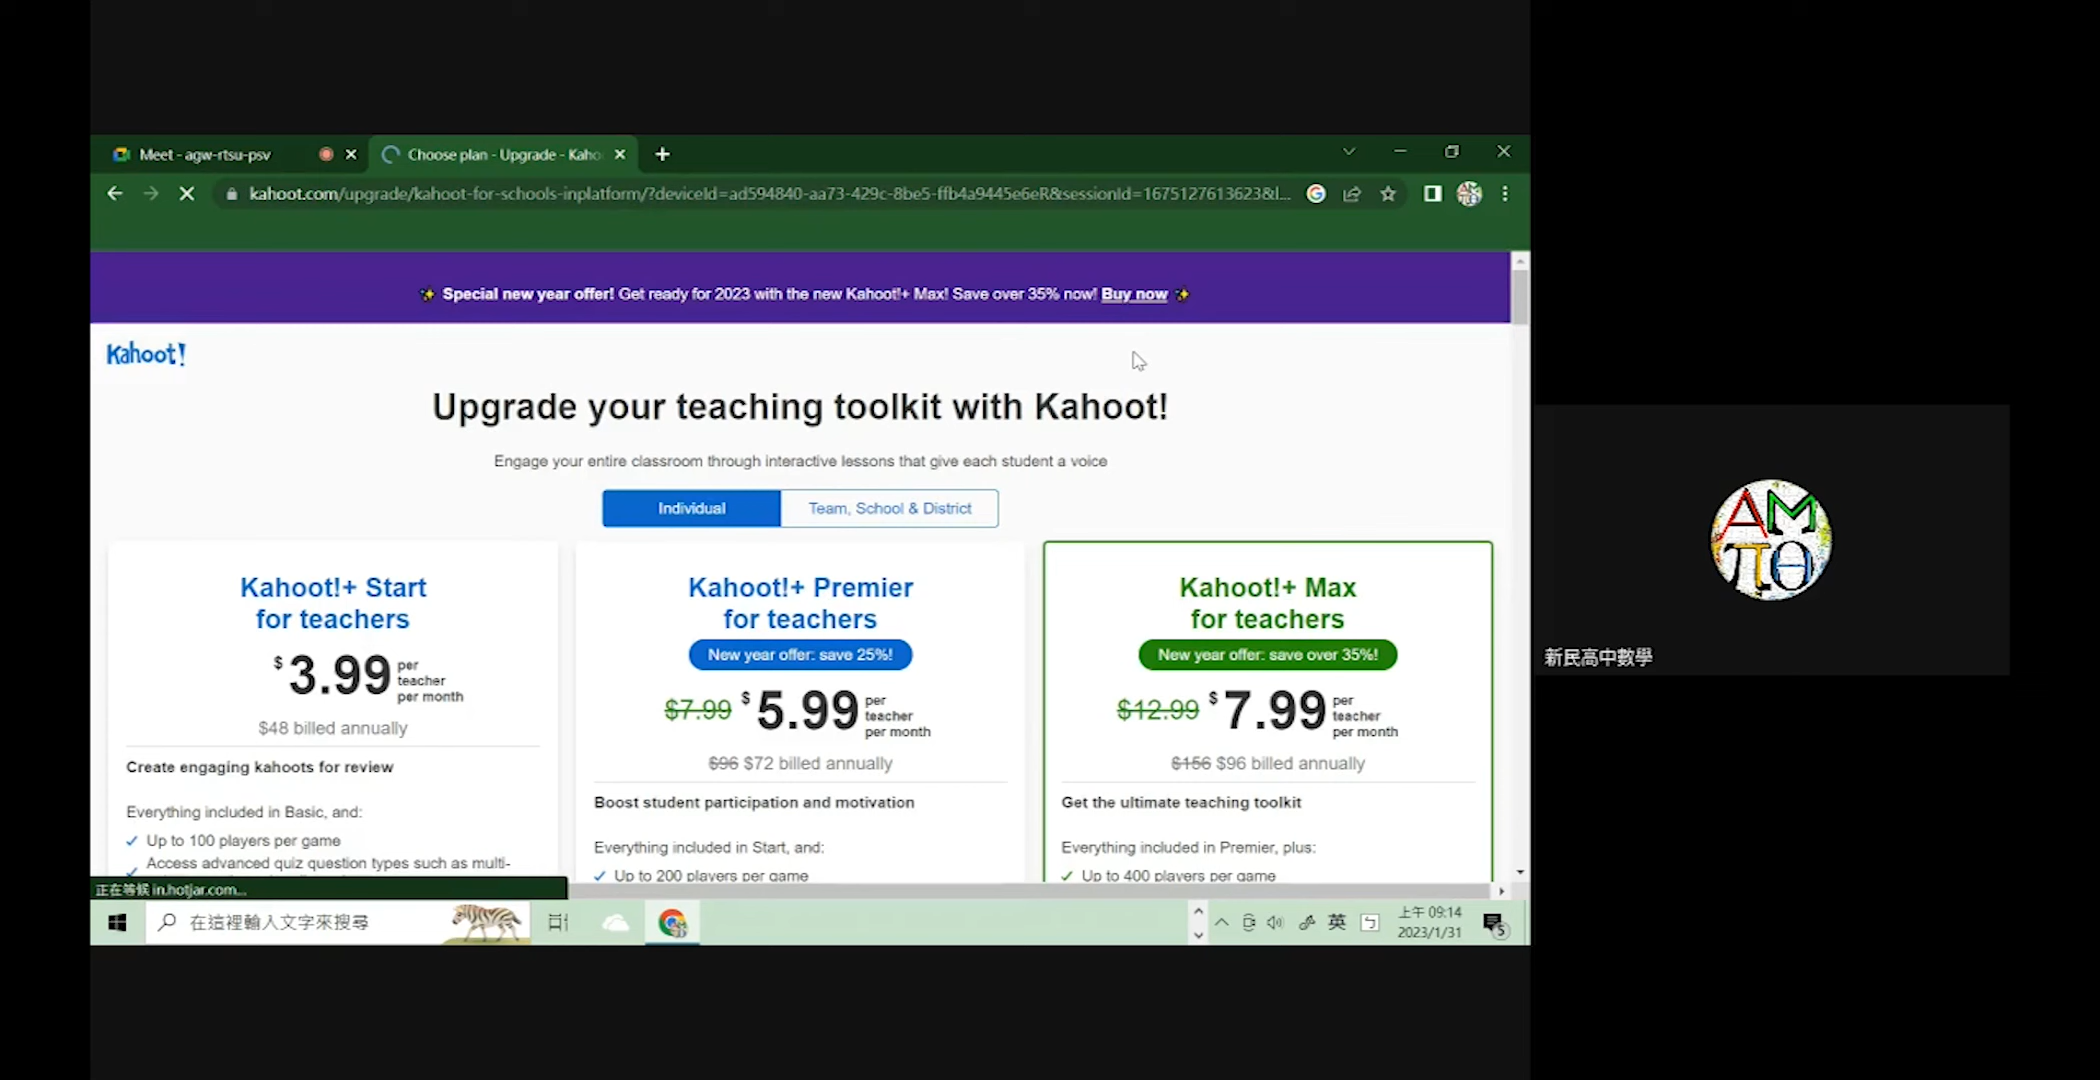 Meet - agw-rtsu-psv
Choose plan - Upgrade - Kaho
kahoot.com/upgrade/kahoot-for-schools-inplatform/?deviceId=ad594840-aa73-429c-8be5-ffb4a9445e6eR&sessionId=1675127613623&l...
Special new year offer! Get ready for 2023 with the new Kahoot!+ Max! Save over 35% now! Buy now
Kahoot!
Upgrade your teaching toolkit with Kahoot!
Engage your entire classroom through interactive lessons that give each student a voice
Individual
Team, School & District
Kahoot!+ Start
for teachers
$3.99 per
teacher
per month
$48 billed annually
Create engaging kahoots for review
Everything included in Basic, and:
Up to 100 players per game
Access advanced quiz question types such as multi-
Kahoot!+ Premier
for teachers
New year offer: save 25%!
$7.99 $5.99 per
teacher
per month
$96 $72 billed annually
Boost student participation and motivation
Everything included in Start, and:
Up to 200 players per game
Kahoot!+ Max
for teachers
New year offer: save over 35%!
$12.99 $7.99 per
teacher
per month
$156 $96 billed annually
Get the ultimate teaching toolkit
Everything included in Premier, plus:
Up to 400 players per game
正在等候 in.hotjar.com...
在這裡輸入文字來搜尋
英
ㄅ
上午 09:14
2023/1/31
5
AM
πθ
新民高中數學